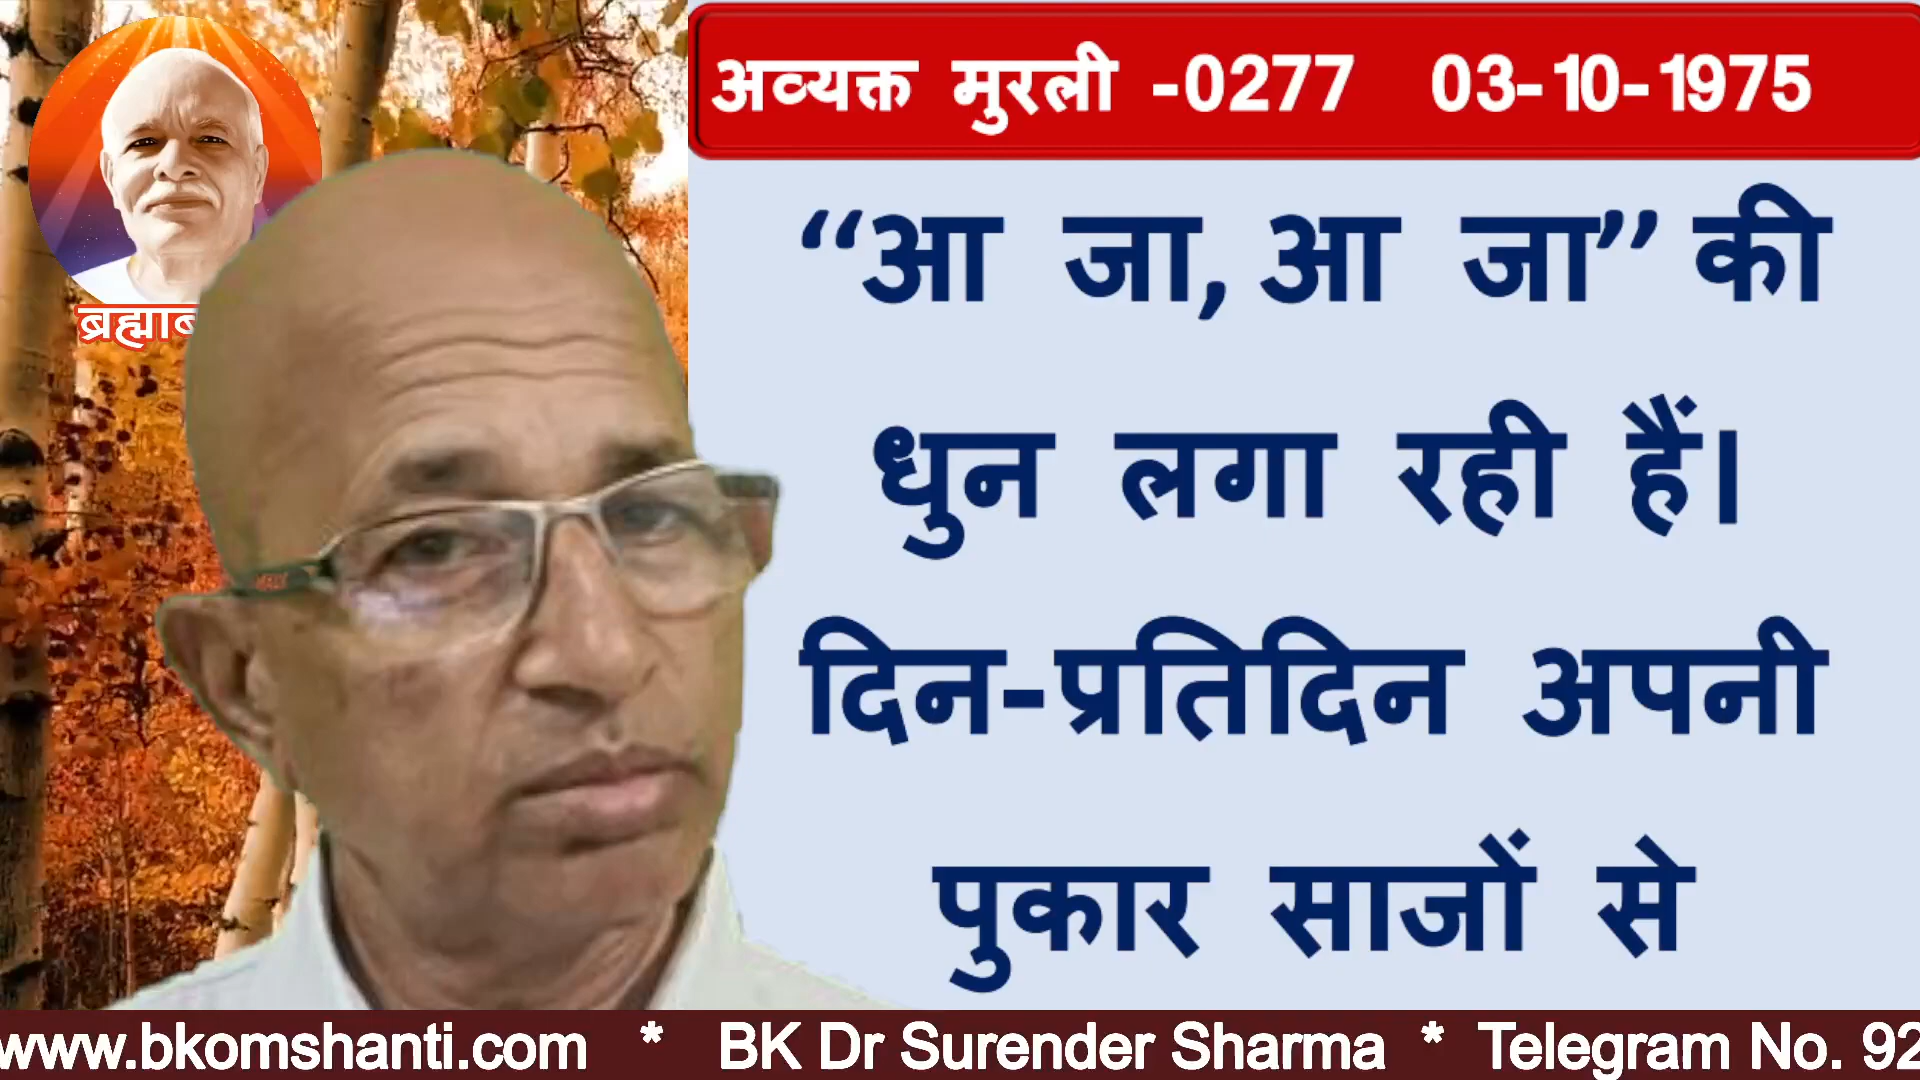 अव्यक्त मुरली -0277 03-10-1975
ब्रह्माब
“आ जा, आ जा” की
धुन लगा रही हैं।
दिन-प्रतिदिन अपनी
पुकार साजों से
www.bkomshanti.com * BK Dr Surender Sharma * Telegram No. 92